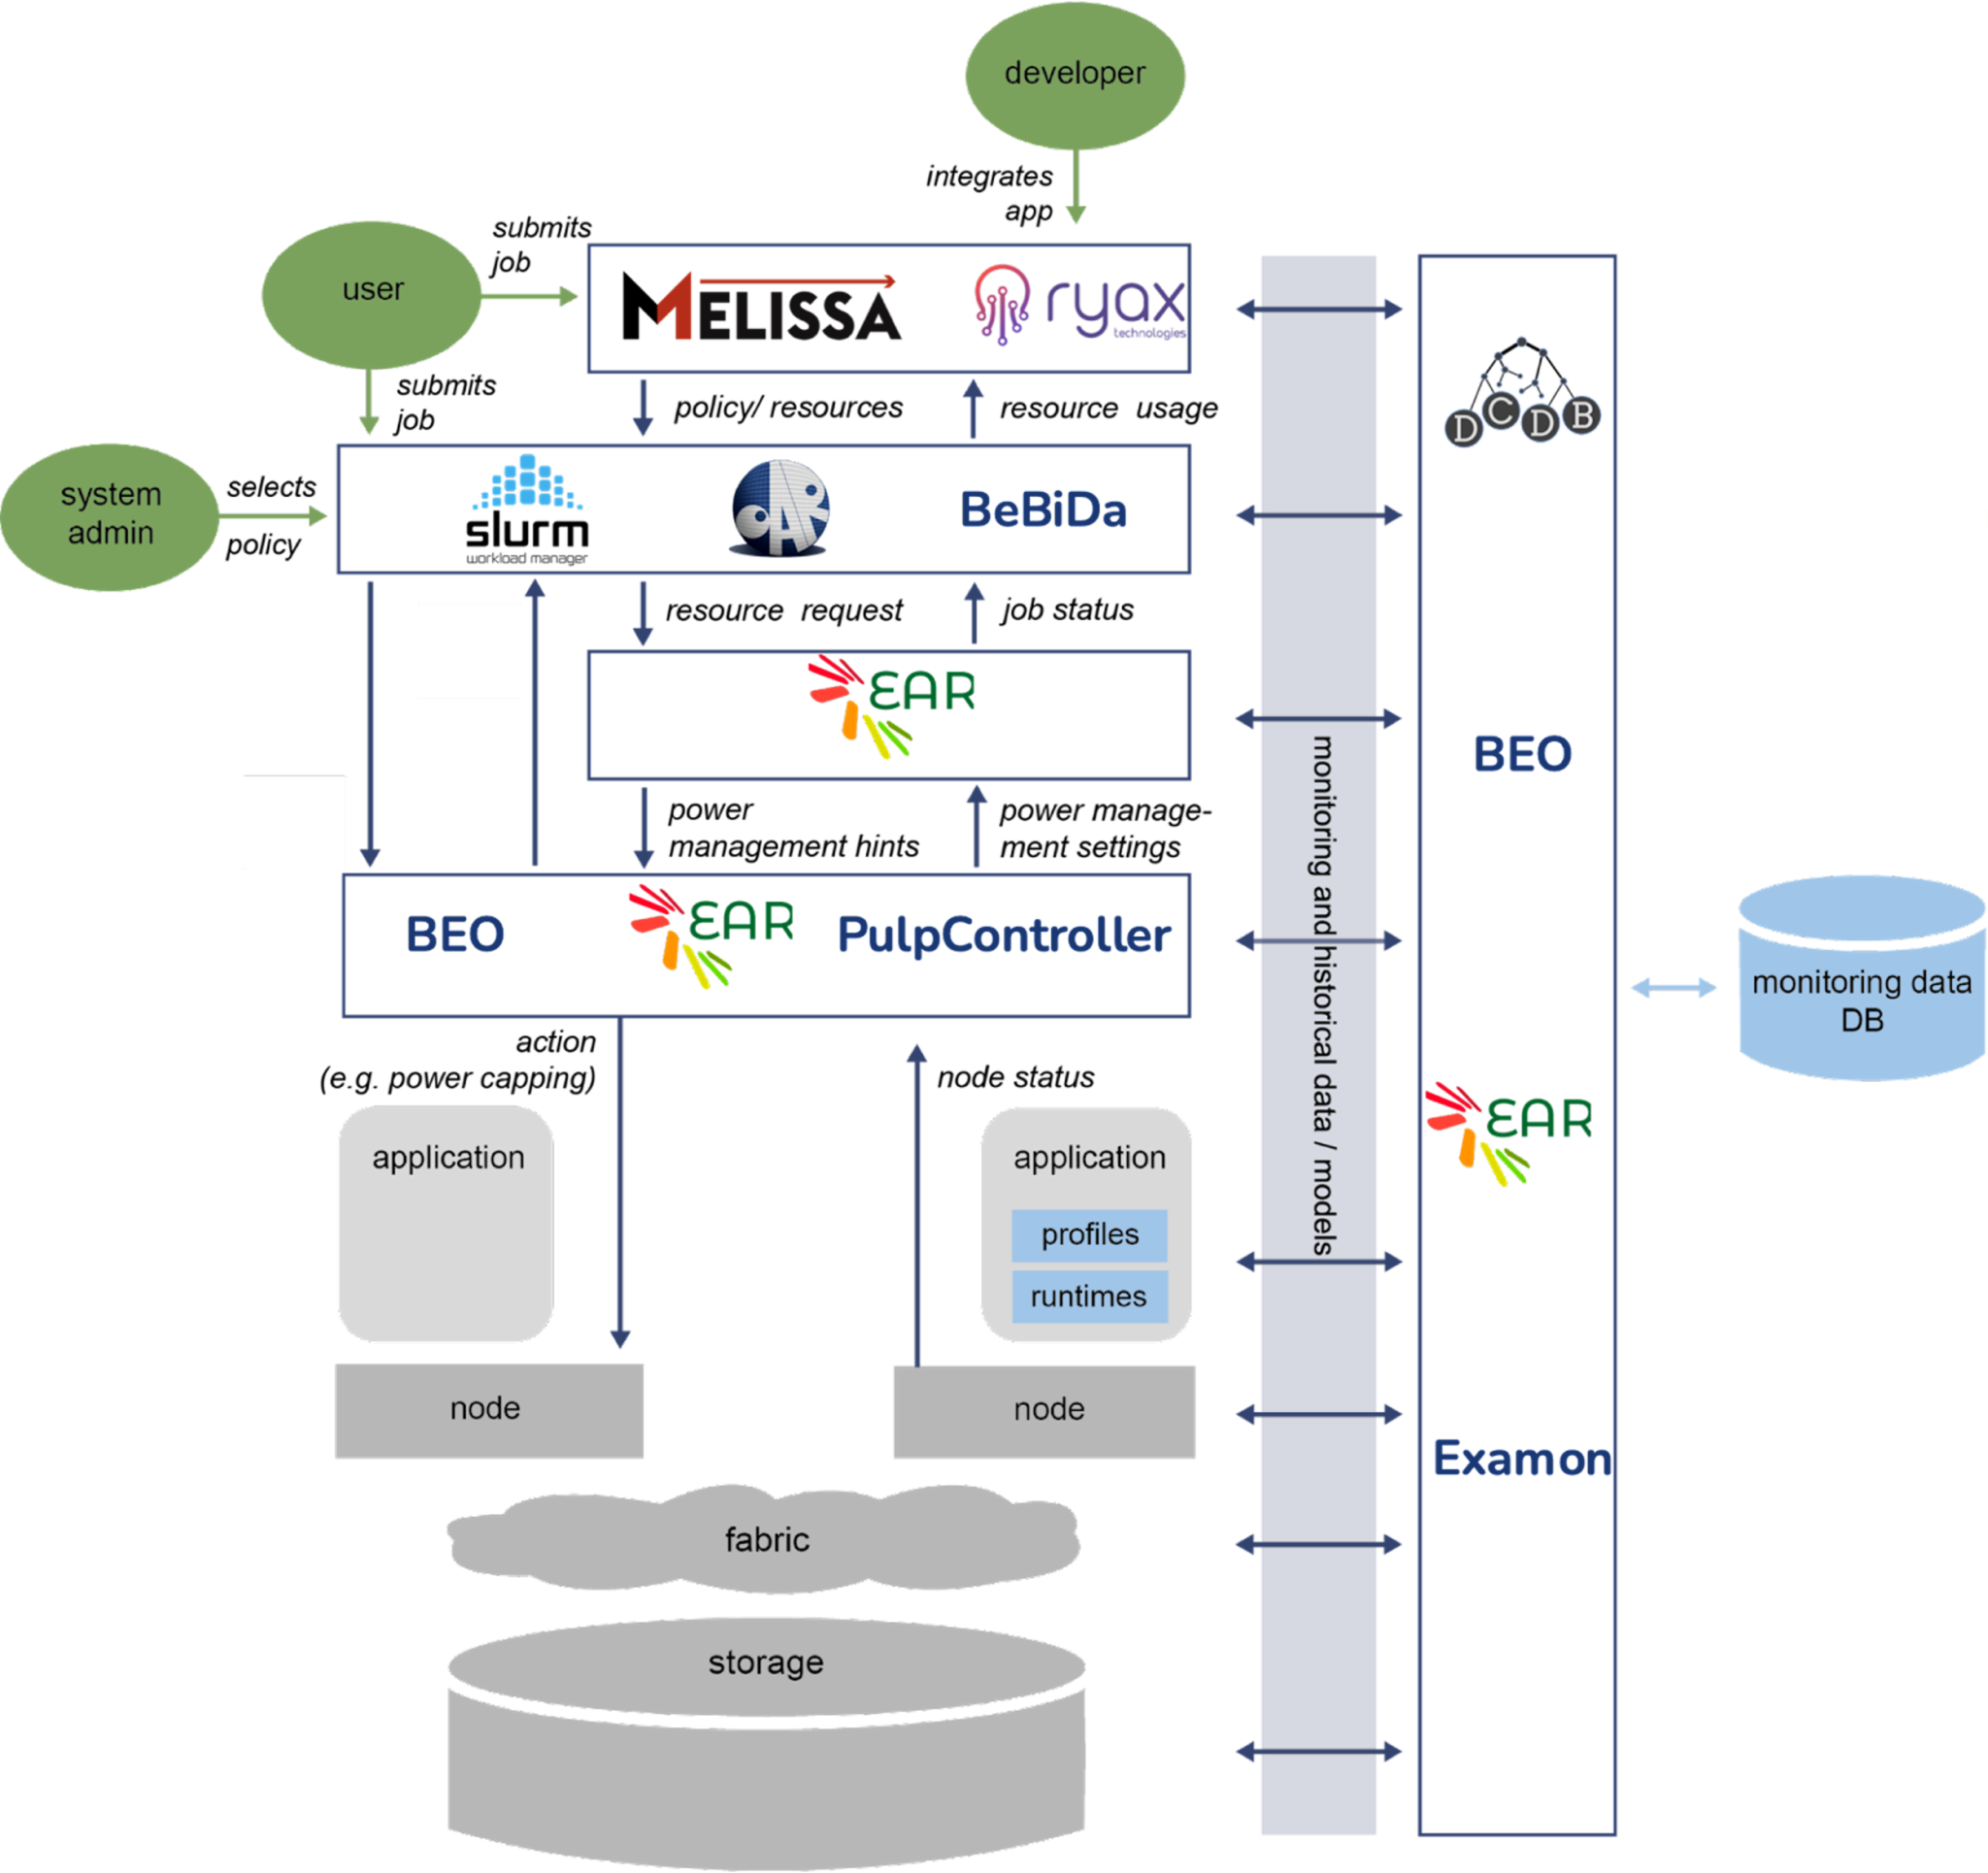 developer
integrates
app
submits
job
user
MELISSA
ryax
technologies
submits
job
policy/ resources
resource usage
D C D B
system
admin
selects
policy
slurm
workload manager
OAR
BeBiDa
resource request
job status
EAR
BEO
power
management hints
power manage-
ment settings
monitoring and historical data / models
BEO
EAR
PulpController
monitoring data
DB
action
(e.g. power capping)
node status
EAR
application
application
profiles
runtimes
node
node
Examon
fabric
storage